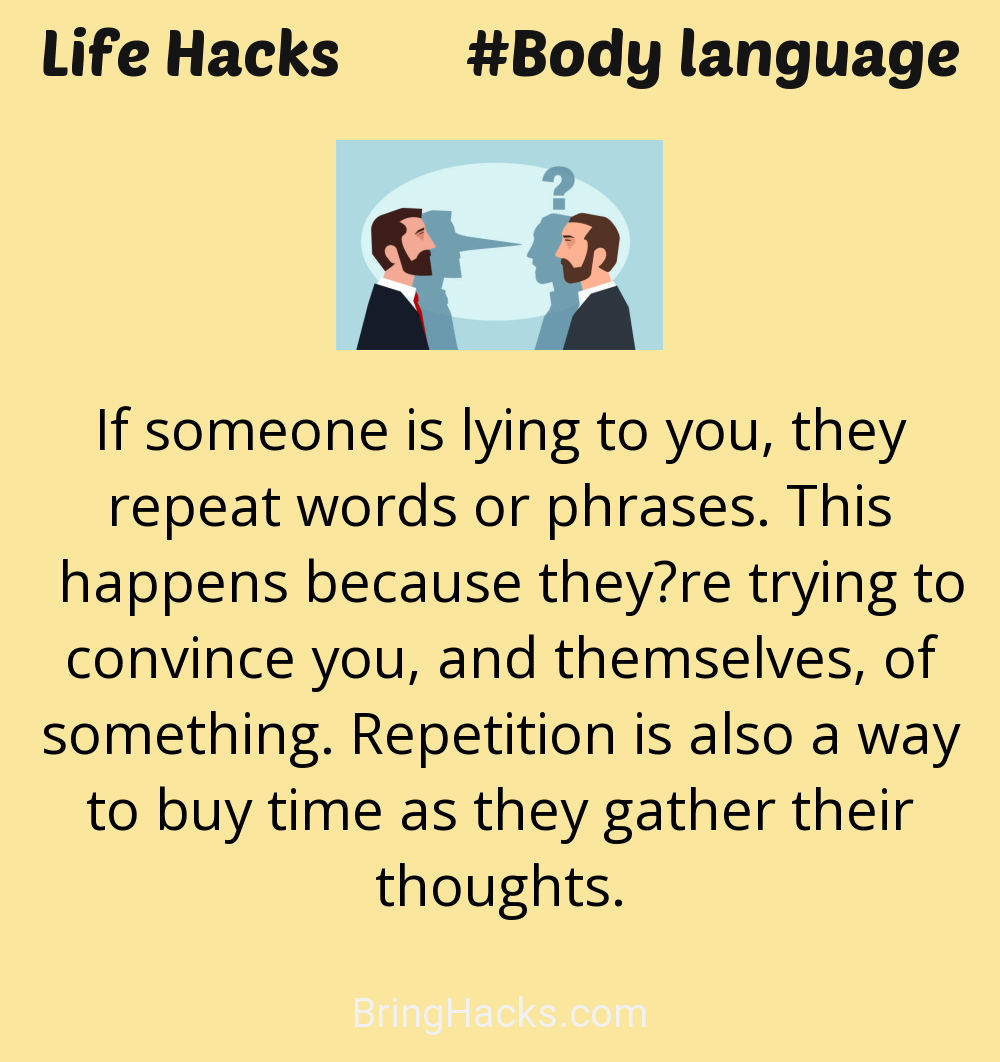 Life Hacks #Body language
?
If someone is lying to you, they
repeat words or phrases. This
happens because they?re trying to
convince you, and themselves, of
something. Repetition is also a way
to buy time as they gather their
thoughts.
BringHacks.com